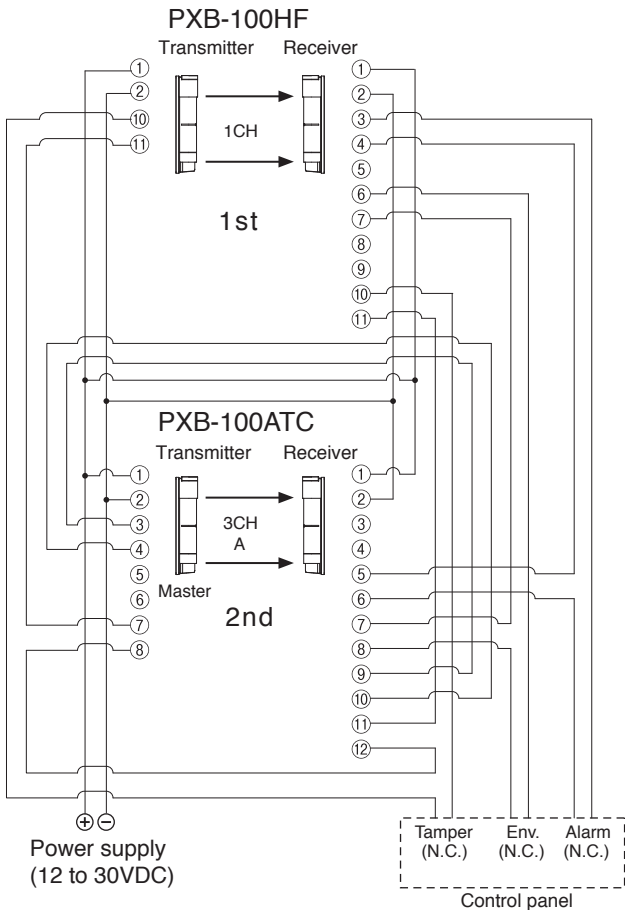 PXB-100HF
Transmitter Receiver
① ①
② ②
⑩ ③
⑪ ④
1CH
⑤
⑥
1st
⑦
⑧
⑨
⑩
⑪
PXB-100ATC
Transmitter Receiver
① ①
② ②
③ ③
3CH
A
④ ④
⑤ ⑤
Master
⑥ ⑥
2nd
⑦ ⑦
⑧ ⑧
⑨
⑩
⑪
⑫
⊕ ⊖
Power supply
(12 to 30VDC)
Tamper Env. Alarm
(N.C.) (N.C.) (N.C.)
Control panel